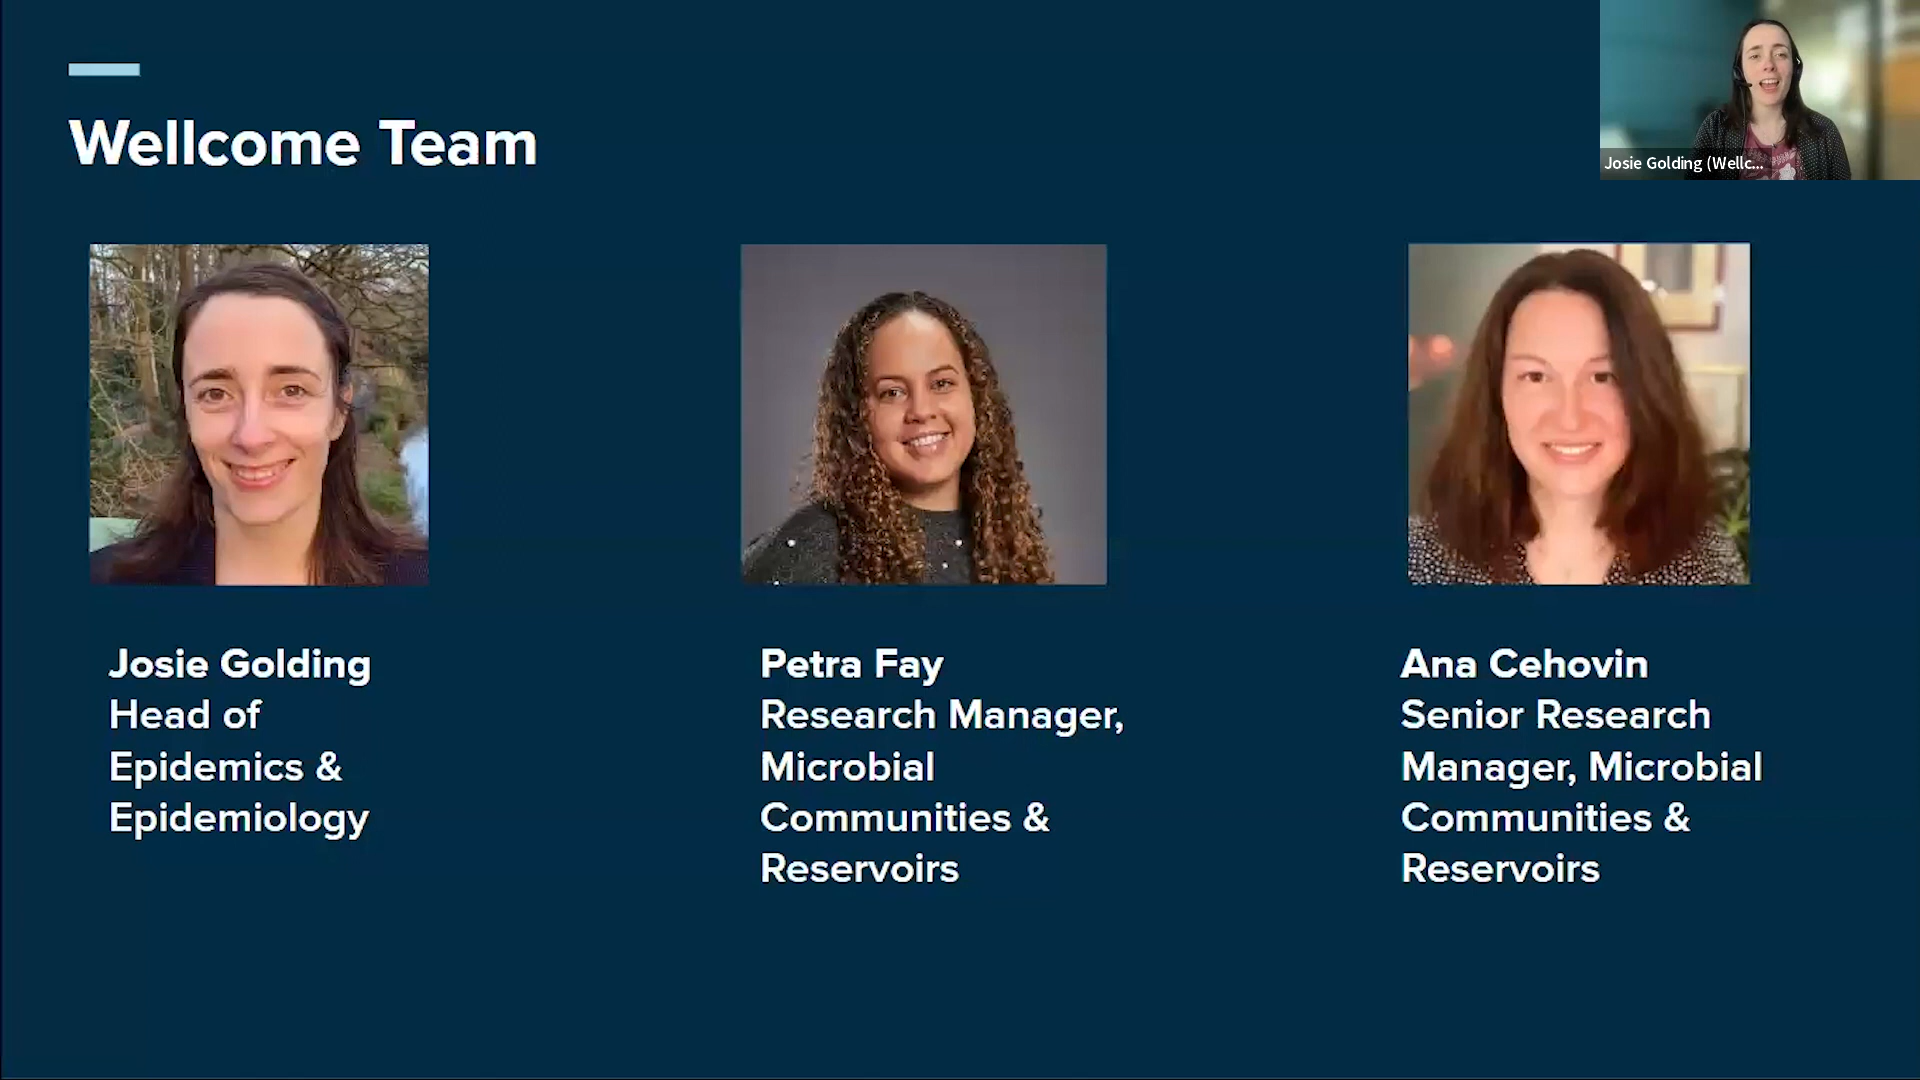 Wellcome Team
Josie Golding (Wellc...
Josie Golding
Head of
Epidemics &
Epidemiology
Petra Fay
Research Manager,
Microbial
Communities &
Reservoirs
Ana Cehovin
Senior Research
Manager, Microbial
Communities &
Reservoirs